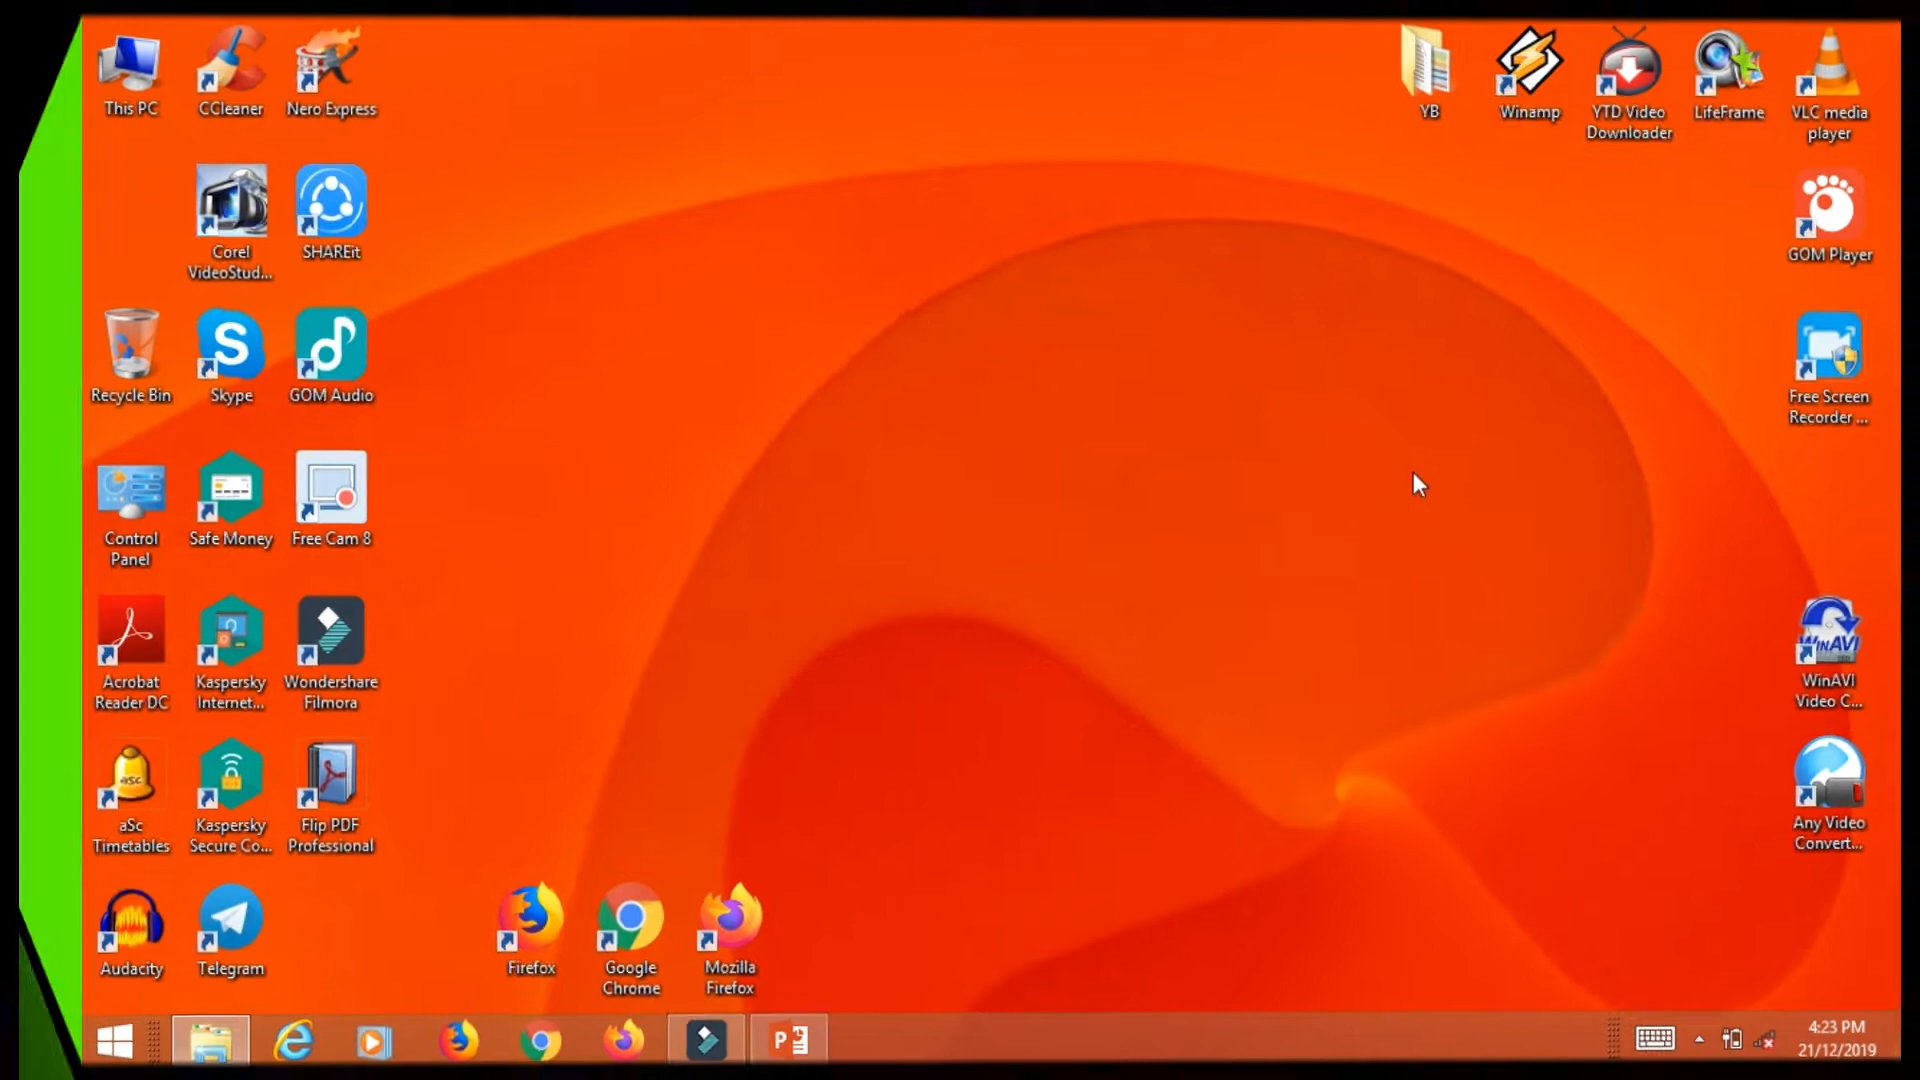 This PC
CCleaner
Nero Express
YB
Winamp
YTD Video
Downloader
LifeFrame
VLC media
player
Corel
VideoStud...
SHAREit
GOM Player
Recycle Bin
Skype
GOM Audio
Free Screen
Recorder ...
Control
Panel
Safe Money
Free Cam 8
Acrobat
Reader DC
Kaspersky
Internet...
Wondershare
Filmora
WinAVI
WinAVI
Video C...
aSc
aSc
Timetables
Kaspersky
Secure Co...
Flip PDF
Professional
Any Video
Convert...
Audacity
Telegram
Firefox
Google
Chrome
Mozilla
Firefox
4:23 PM
21/12/2019